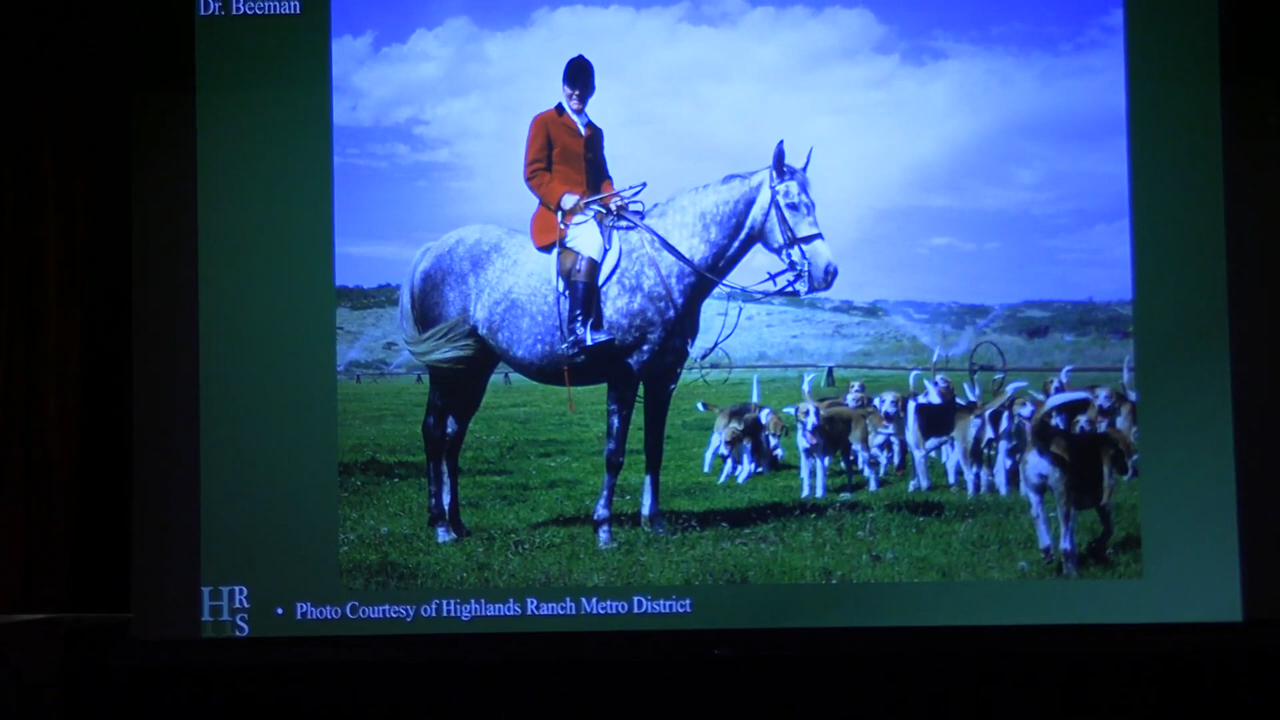 Dr. Beeman
HRS
• Photo Courtesy of Highlands Ranch Metro District